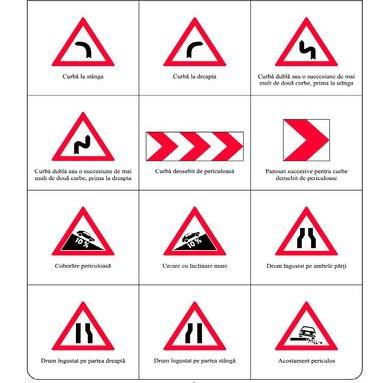 Curbă la stânga
Curbă la dreapta
Curbă dublă sau o succesiune de mai
mult de două curbe, prima la stânga
Curbă dublă sau o succesiune de mai
mult de două curbe, prima la dreapta
Curbă deosebit de periculoasă
Panouri succesive pentru curbe
deosebit de periculoase
10%
Coborâre periculoasă
10%
Urcare cu înclinare mare
Drum îngustat pe ambele părți
Drum îngustat pe partea dreaptă
Drum îngustat pe partea stângă
Acostament periculos